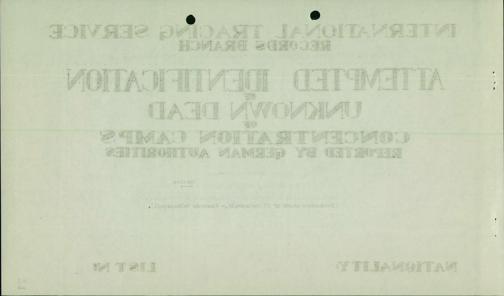 INTERNATIONAL TRACING SERVICE
RECORDS BRANCH
ATTEMPTED IDENTIFICATION
OF
UNKNOWN DEAD
OF
CONCENTRATION CAMPS
REPORTED BY GERMAN AUTHORITIES
NATIONALITY: LIST Nº